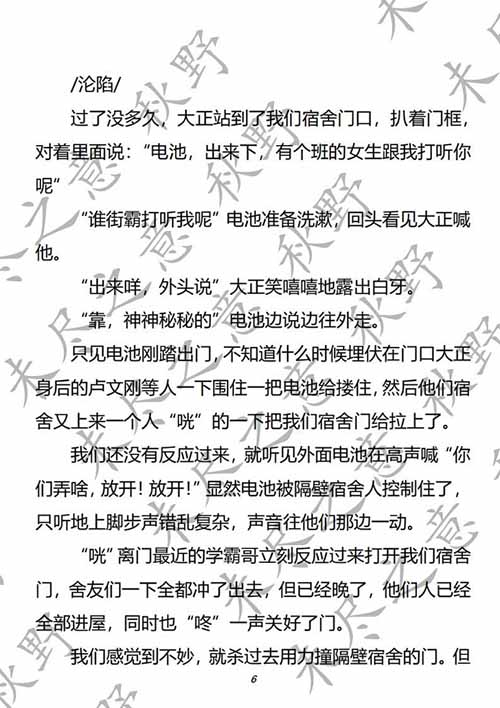 /沦陷/
过了没多久，大正站到了我们宿舍门口，扒着门框，
对着里面说：“电池，出来下，有个班的女生跟我打听你
呢”
“谁街霸打听我呢”电池准备洗漱，回头看见大正喊
他。
“出来咩，外头说”大正笑嘻嘻地露出白牙。
“靠，神神秘秘的”电池边说边往外走。
只见电池刚踏出门，不知道什么时候埋伏在门口大正
身后的卢文刚等人一下围住一把电池给搂住，然后他们宿
舍又上来一个人“咣”的一下把我们宿舍门给拉上了。
我们还没有反应过来，就听见外面电池在高声喊“你
们弄啥，放开！放开！”显然电池被隔壁宿舍人控制住了，
只听地上脚步声错乱复杂，声音往他们那边一动。
“咣”离门最近的学霸哥立刻反应过来打开我们宿舍
门，舍友们一下全都冲了出去，但已经晚了，他们人已经
全部进屋，同时也“咚”一声关好了门。
我们感觉到不妙，就杀过去用力撞隔壁宿舍的门。但
6
未尽之意 秋野